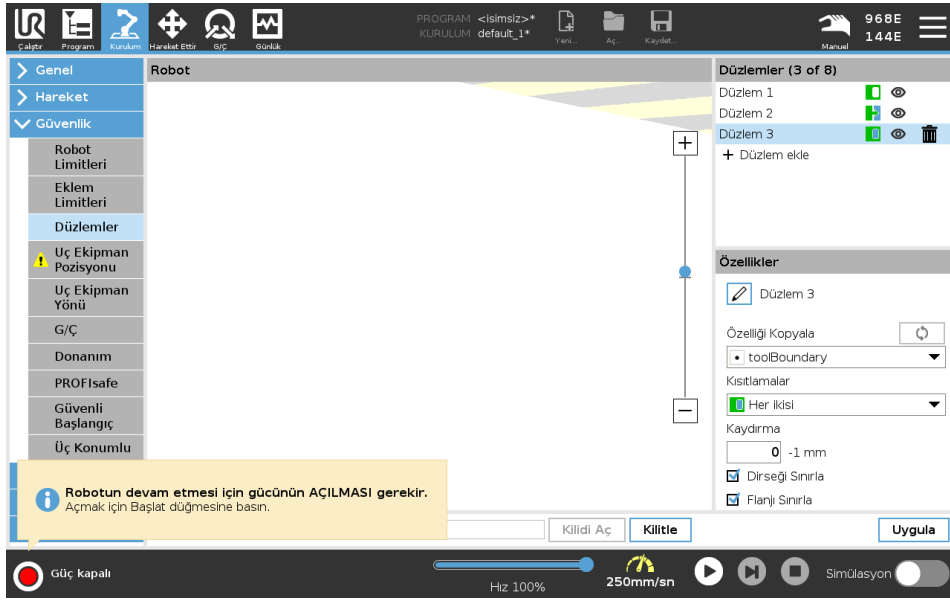 PROGRAM <isimsiz>*
KURULUM default_1*
Çalıştır
Program
Kurulum
Hareket Ettir
G/Ç
Günlük
Yeni...
Aç...
Kaydet...
Manuel
968E
144E
Genel
Hareket
Güvenlik
Robot
Limitleri
Eklem
Limitleri
Düzlemler
Uç Ekipman
Pozisyonu
Uç Ekipman
Yönü
G/Ç
Donanım
PROFIsafe
Güvenli
Başlangıç
Üç Konumlu
Robot
Düzlemler (3 of 8)
Düzlem 1
Düzlem 2
Düzlem 3
+ Düzlem ekle
Özellikler
Düzlem 3
Özelliği Kopyala
toolBoundary
Kısıtlamalar
Her ikisi
Kaydırma
0 -1 mm
Dirseği Sınırla
Flanjı Sınırla
Robotun devam etmesi için gücünün AÇILMASI gerekir.
Açmak için Başlat düğmesine basın.
Kilidi Aç
Kilitle
Uygula
Güç kapalı
Hız 100%
250mm/sn
Simülasyon